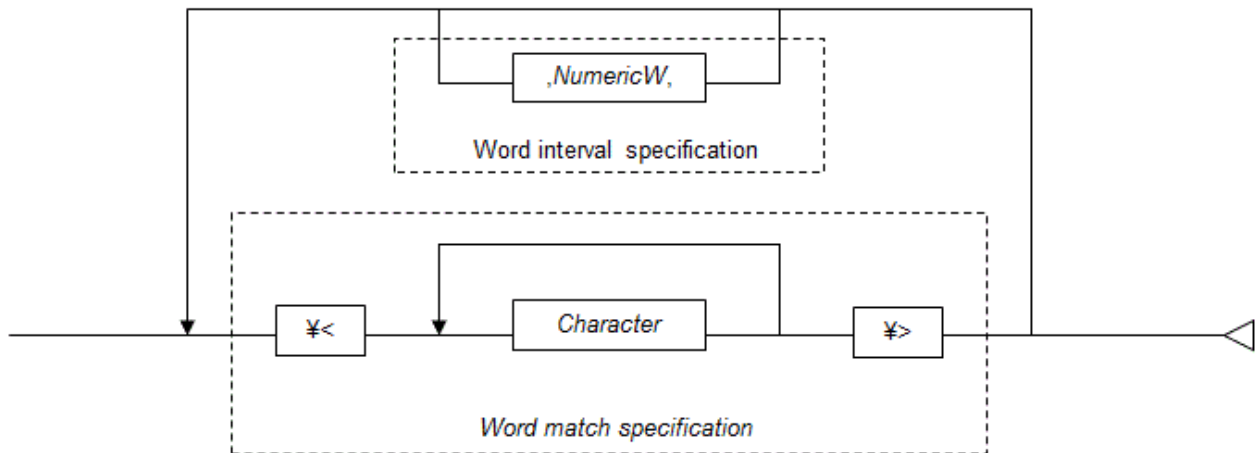 ,NumericW,
Word interval specification
¥<
Character
¥>
Word match specification